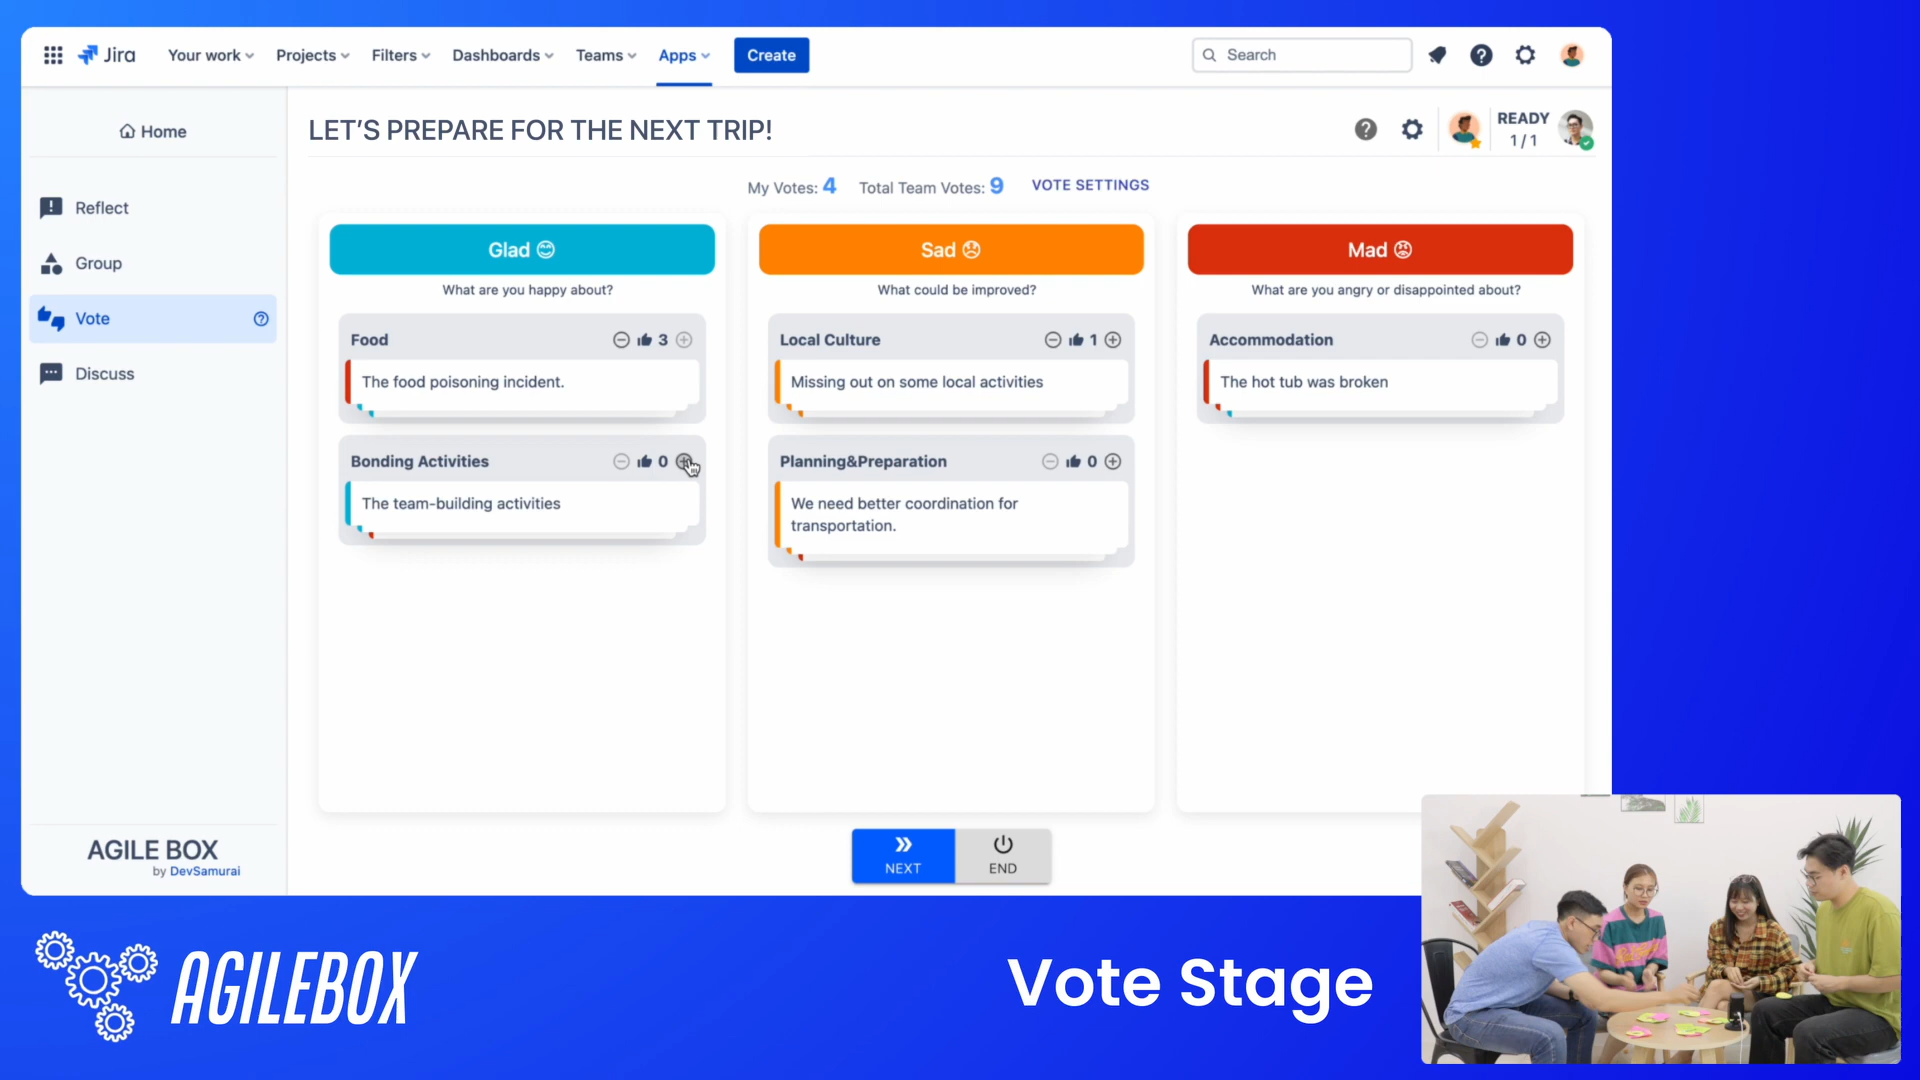 Jira
Your work
Projects
Filters
Dashboards
Teams
Apps
Create
Search
Home
Reflect
Group
Vote
Discuss
AGILE BOX
by DevSamurai
LET'S PREPARE FOR THE NEXT TRIP!
READY
1/1
My Votes: 4 Total Team Votes: 9 VOTE SETTINGS
Glad 😊
What are you happy about?
Food 3
The food poisoning incident.
Bonding Activities 0
The team-building activities
Sad 😞
What could be improved?
Local Culture 1
Missing out on some local activities
Planning&Preparation 0
We need better coordination for
transportation.
Mad 😡
What are you angry or disappointed about?
Accommodation 0
The hot tub was broken
NEXT
END
AGILEBOX
Vote Stage